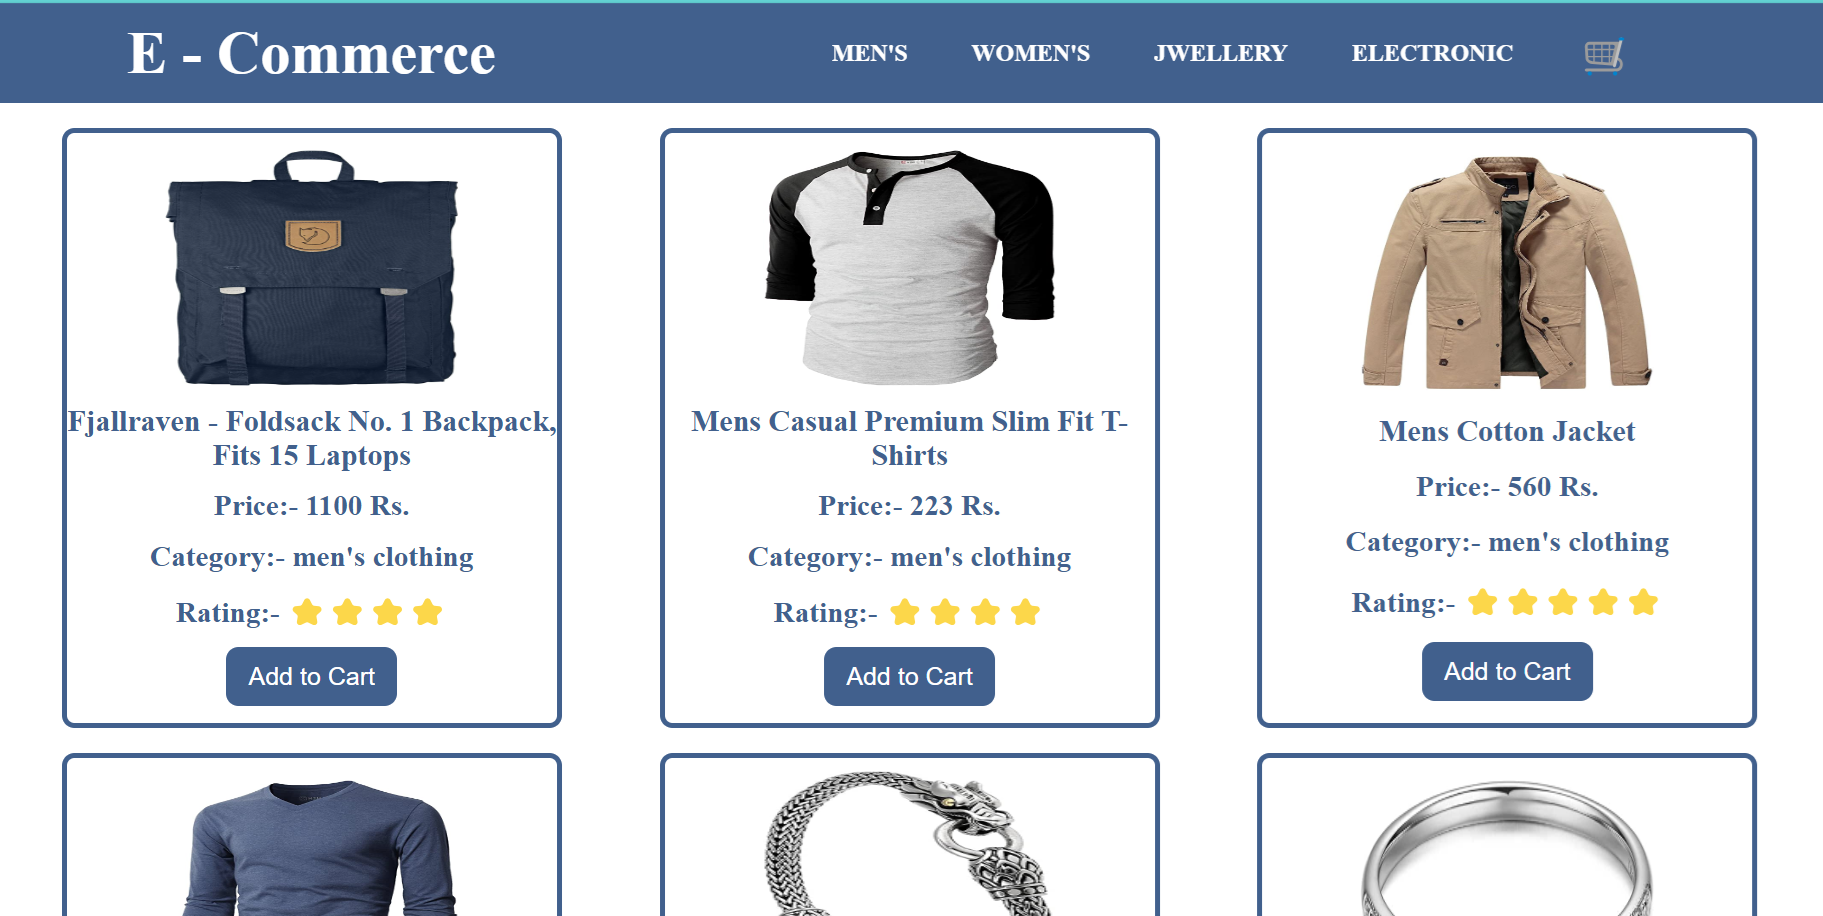 E - Commerce
MEN'S
WOMEN'S
JWELLERY
ELECTRONIC
Fjallraven - Foldsack No. 1 Backpack,
Fits 15 Laptops
Price:- 1100 Rs.
Category:- men's clothing
Rating:-
Add to Cart
Mens Casual Premium Slim Fit T-
Shirts
Price:- 223 Rs.
Category:- men's clothing
Rating:-
Add to Cart
Mens Cotton Jacket
Price:- 560 Rs.
Category:- men's clothing
Rating:-
Add to Cart